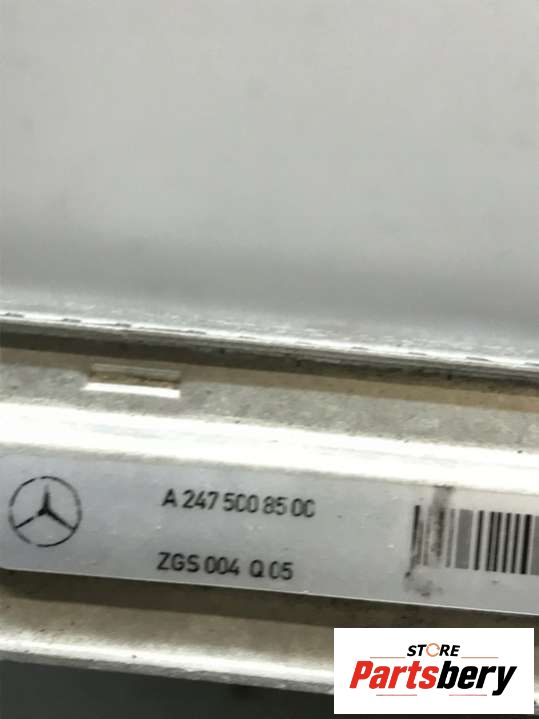 A 247 500 85 00
ZGS 004 Q 05
STORE
Partsbery